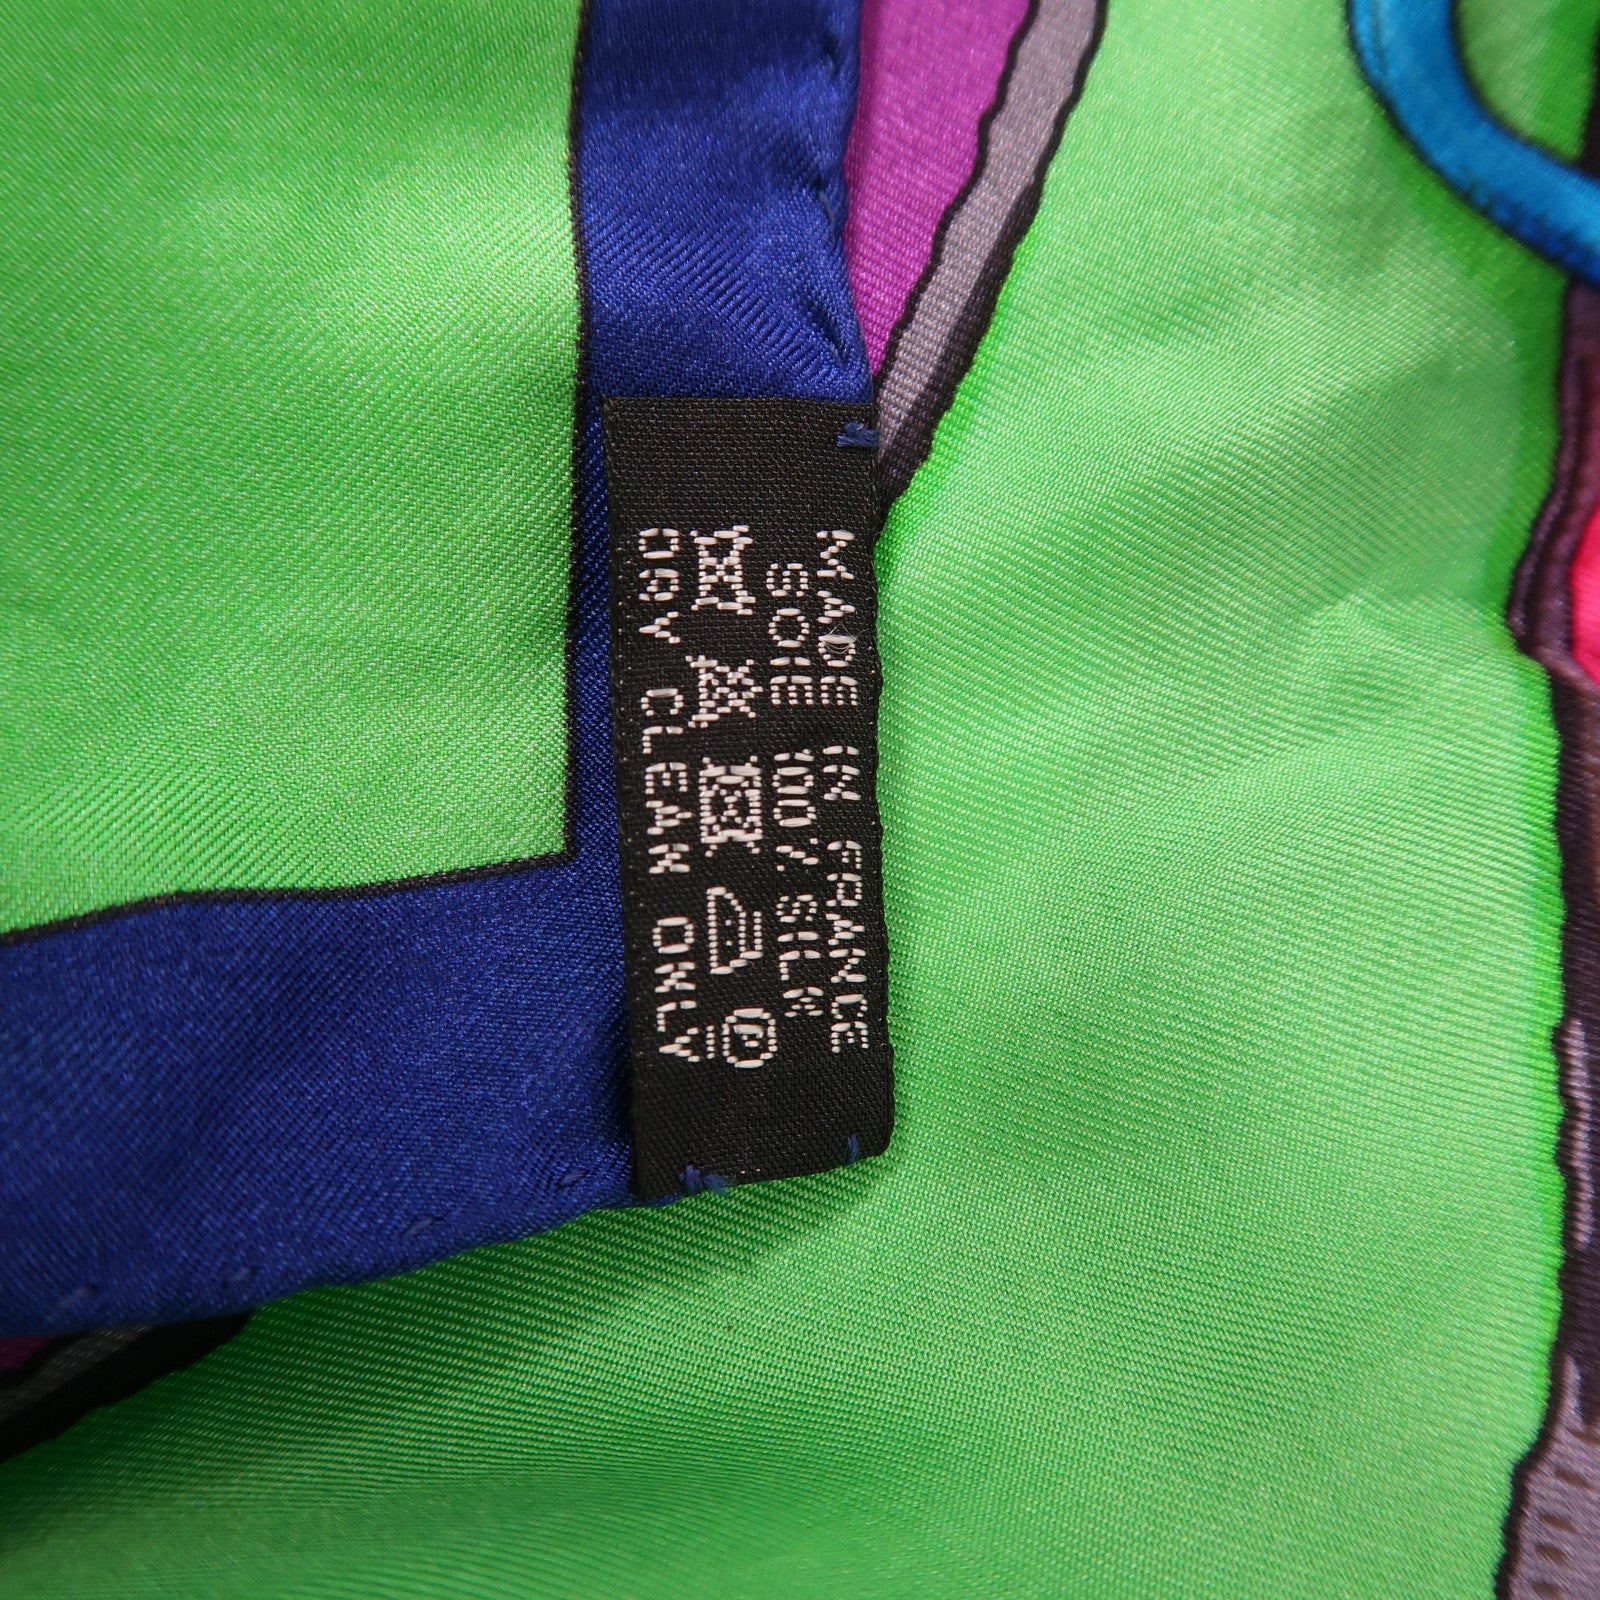 MADE IN FRANCE
SOIE 100% SILK
DRY CLEAN ONLY